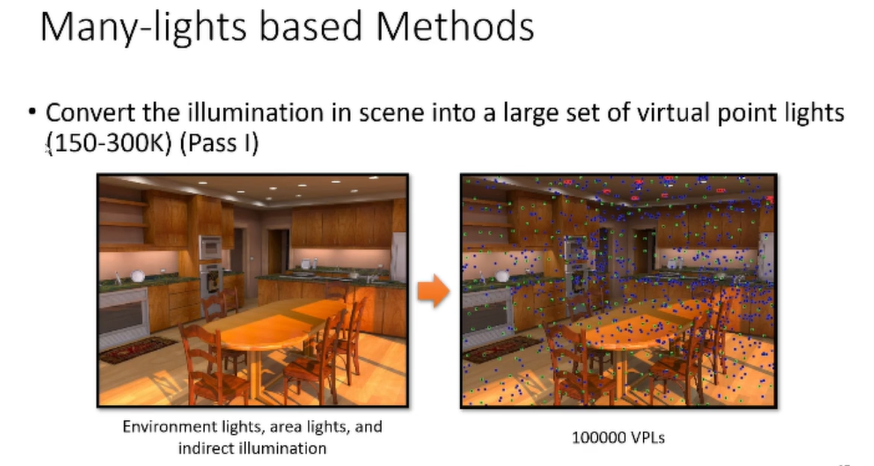 Many-lights based Methods
• Convert the illumination in scene into a large set of virtual point lights
(150-300K) (Pass I)
Environment lights, area lights, and
indirect illumination
100000 VPLs